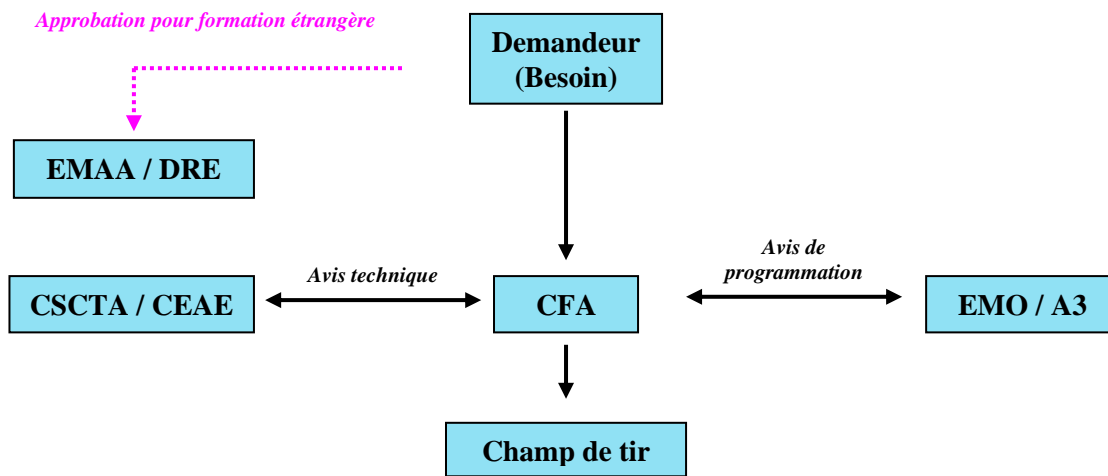 Approbation pour formation étrangère
Demandeur
(Besoin)
EMAA / DRE
Avis technique
Avis de
programmation
CSCTA / CEAE
CFA
EMO / A3
Champ de tir